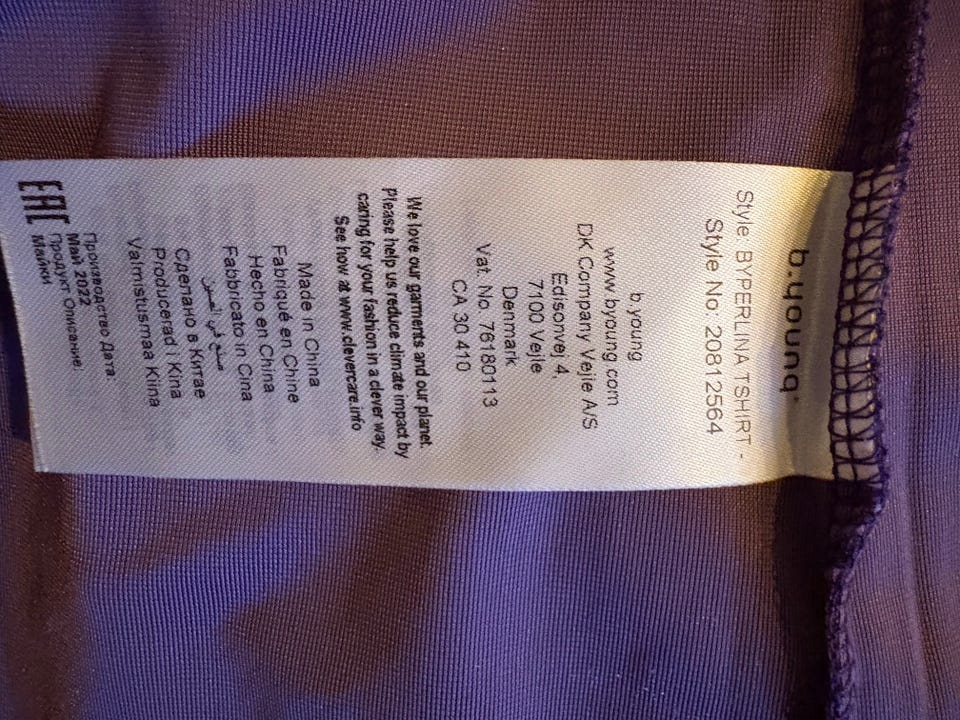 b.young®
Style: BYPERLINA TSHIRT -
Style No: 20812564
b.young
www.byoung.com
DK Company Vejle A/S
Edisonvej 4,
7100 Vejle
Denmark
Vat. No. 76180113
CA 30 410
We love our garments and our planet.
Please help us reduce climate impact by
caring for your fashion in a clever way.
See how at www.clevercare.info
Made in China
Fabriqué en Chine
Hecho en China
Fabbricato in Cina
صنع في الصين
Сделано в Китае
Producerad i Kina
Valmistusmaa Kiina
Производство Дата:
Май 2022
Продукт Описание:
Майки
EAC